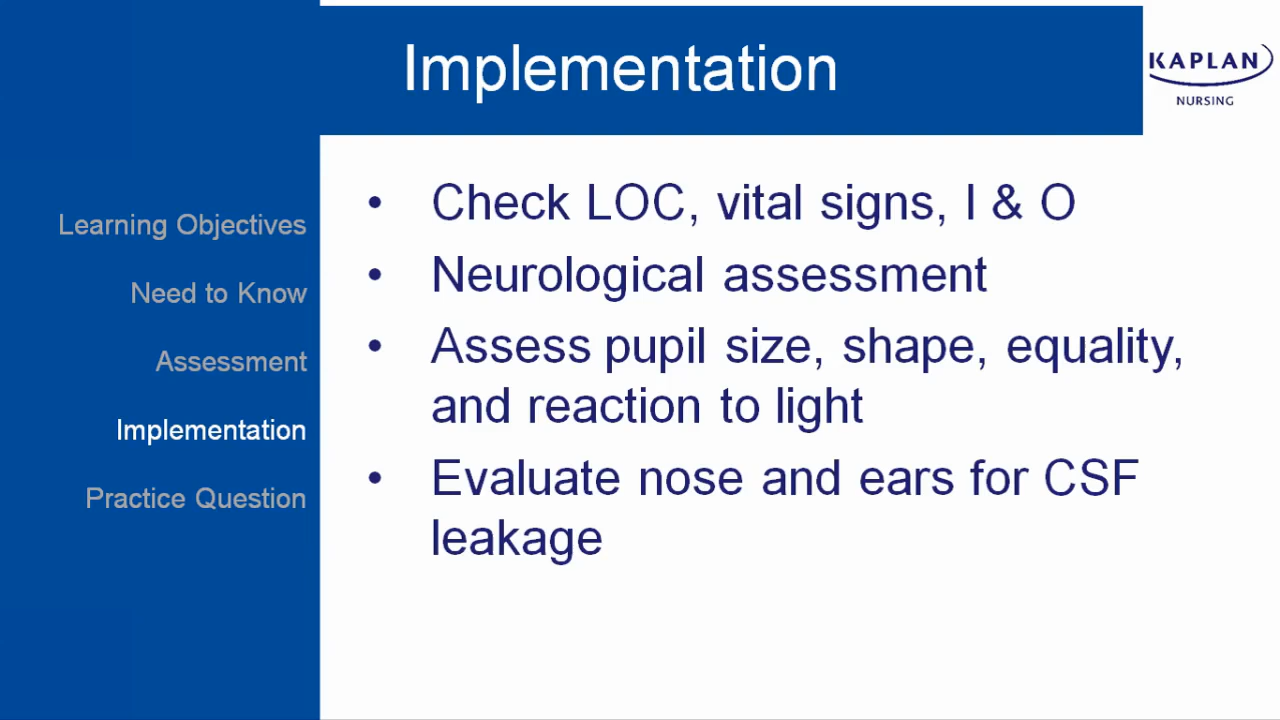 Implementation
KAPLAN
NURSING
Learning Objectives
Need to Know
Assessment
Implementation
Practice Question
• Check LOC, vital signs, I & O
• Neurological assessment
• Assess pupil size, shape, equality,
and reaction to light
• Evaluate nose and ears for CSF
leakage